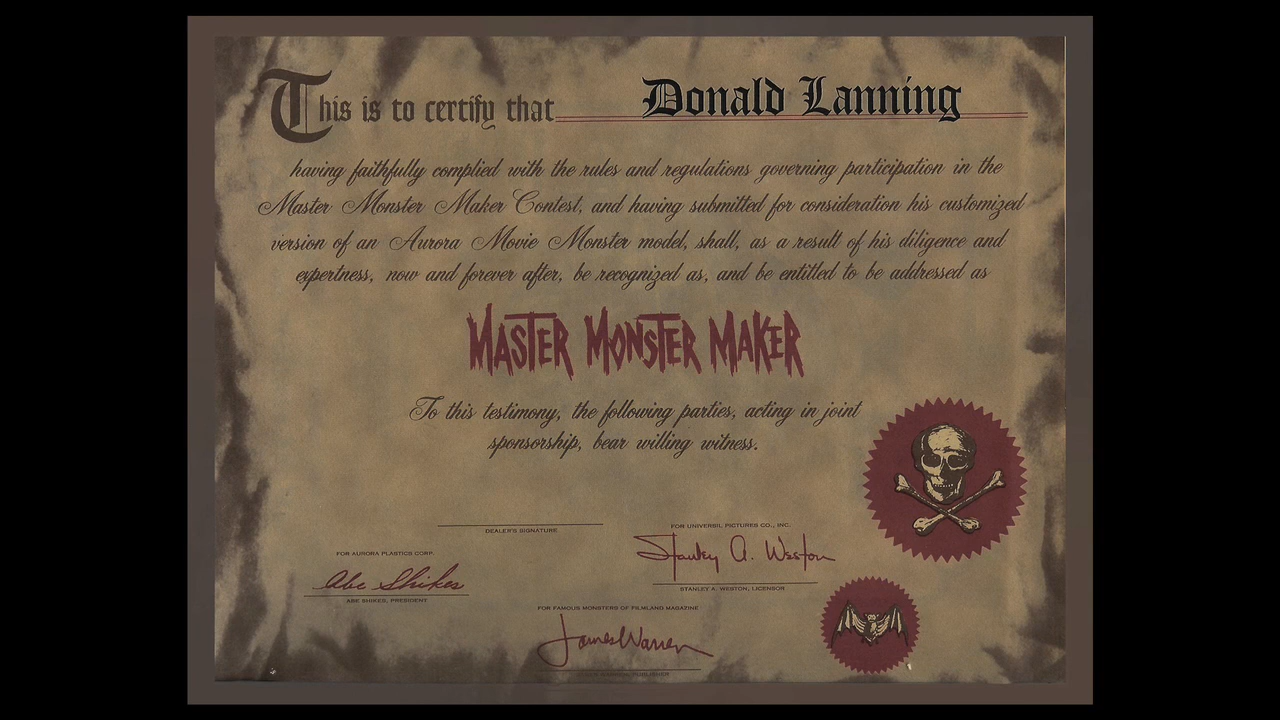 This is to certify that Donald Lanning
having faithfully complied with the rules and regulations governing participation in the
Master Monster Maker Contest, and having submitted for consideration his customized
version of an Aurora Movie Monster model, shall, as a result of his diligence and
expertness, now and forever after, be recognized as, and be entitled to be addressed as
MASTER MONSTER MAKER
To this testimony, the following parties, acting in joint
sponsorship, bear willing witness.
DEALER'S SIGNATURE
FOR UNIVERSIL PICTURES CO., INC.
Stanley A. Weston
STANLEY A. WESTON, LICENSOR
FOR AURORA PLASTICS CORP.
Abe Shikes
ABE SHIKES, PRESIDENT
FOR FAMOUS MONSTERS OF FILMLAND MAGAZINE
James Warren
PUBLISHER